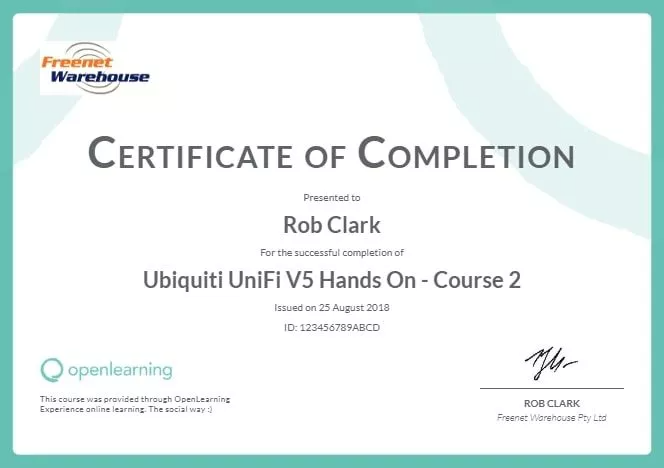 Freenet
Warehouse
CERTIFICATE OF COMPLETION
Presented to
Rob Clark
For the successful completion of
Ubiquiti UniFi V5 Hands On - Course 2
Issued on 25 August 2018
ID: 123456789ABCD
openlearning
This course was provided through OpenLearning
Experience online learning. The social way :)
ROB CLARK
Freenet Warehouse Pty Ltd